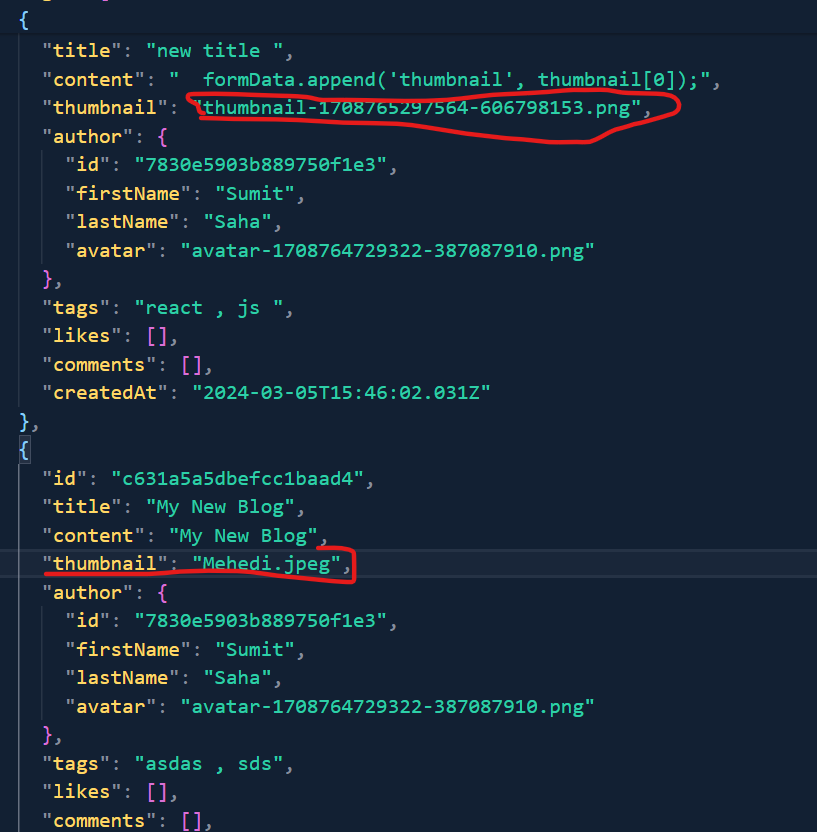 {
"title": "new title ",
"content": "  formData.append('thumbnail', thumbnail[0]);",
"thumbnail": "thumbnail-1708765297564-606798153.png",
"author": {
"id": "7830e5903b889750f1e3",
"firstName": "Sumit",
"lastName": "Saha",
"avatar": "avatar-1708764729322-387087910.png"
},
"tags": "react , js ",
"likes": [],
"comments": [],
"createdAt": "2024-03-05T15:46:02.031Z"
},
{
"id": "c631a5a5dbefcc1baad4",
"title": "My New Blog",
"content": "My New Blog",
"thumbnail": "Mehedi.jpeg",
"author": {
"id": "7830e5903b889750f1e3",
"firstName": "Sumit",
"lastName": "Saha",
"avatar": "avatar-1708764729322-387087910.png"
},
"tags": "asdas , sds",
"likes": [],
"comments": [],